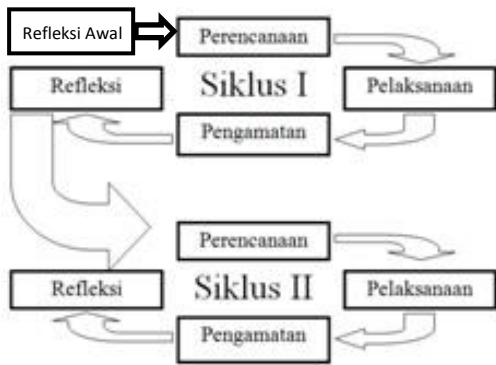 Refleksi Awal
Perencanaan
Refleksi
Siklus I
Pelaksanaan
Pengamatan
Perencanaan
Refleksi
Siklus II
Pelaksanaan
Pengamatan